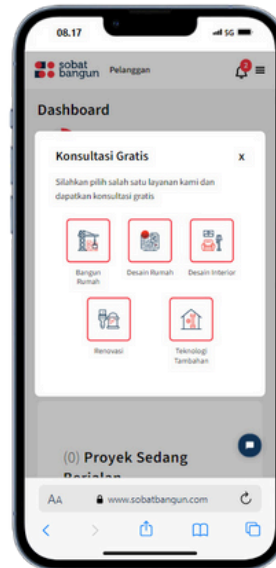 08.17
5G
sobat
bangun
Pelanggan
2
Dashboard
Konsultasi Gratis
x
Silahkan pilih salah satu layanan kami dan
dapatkan konsultasi gratis
Bangun
Rumah
Desain Rumah
Desain Interior
Renovasi
Teknologi
Tambahan
(0) Proyek Sedang
Berjalan
AA
www.sobatbangun.com